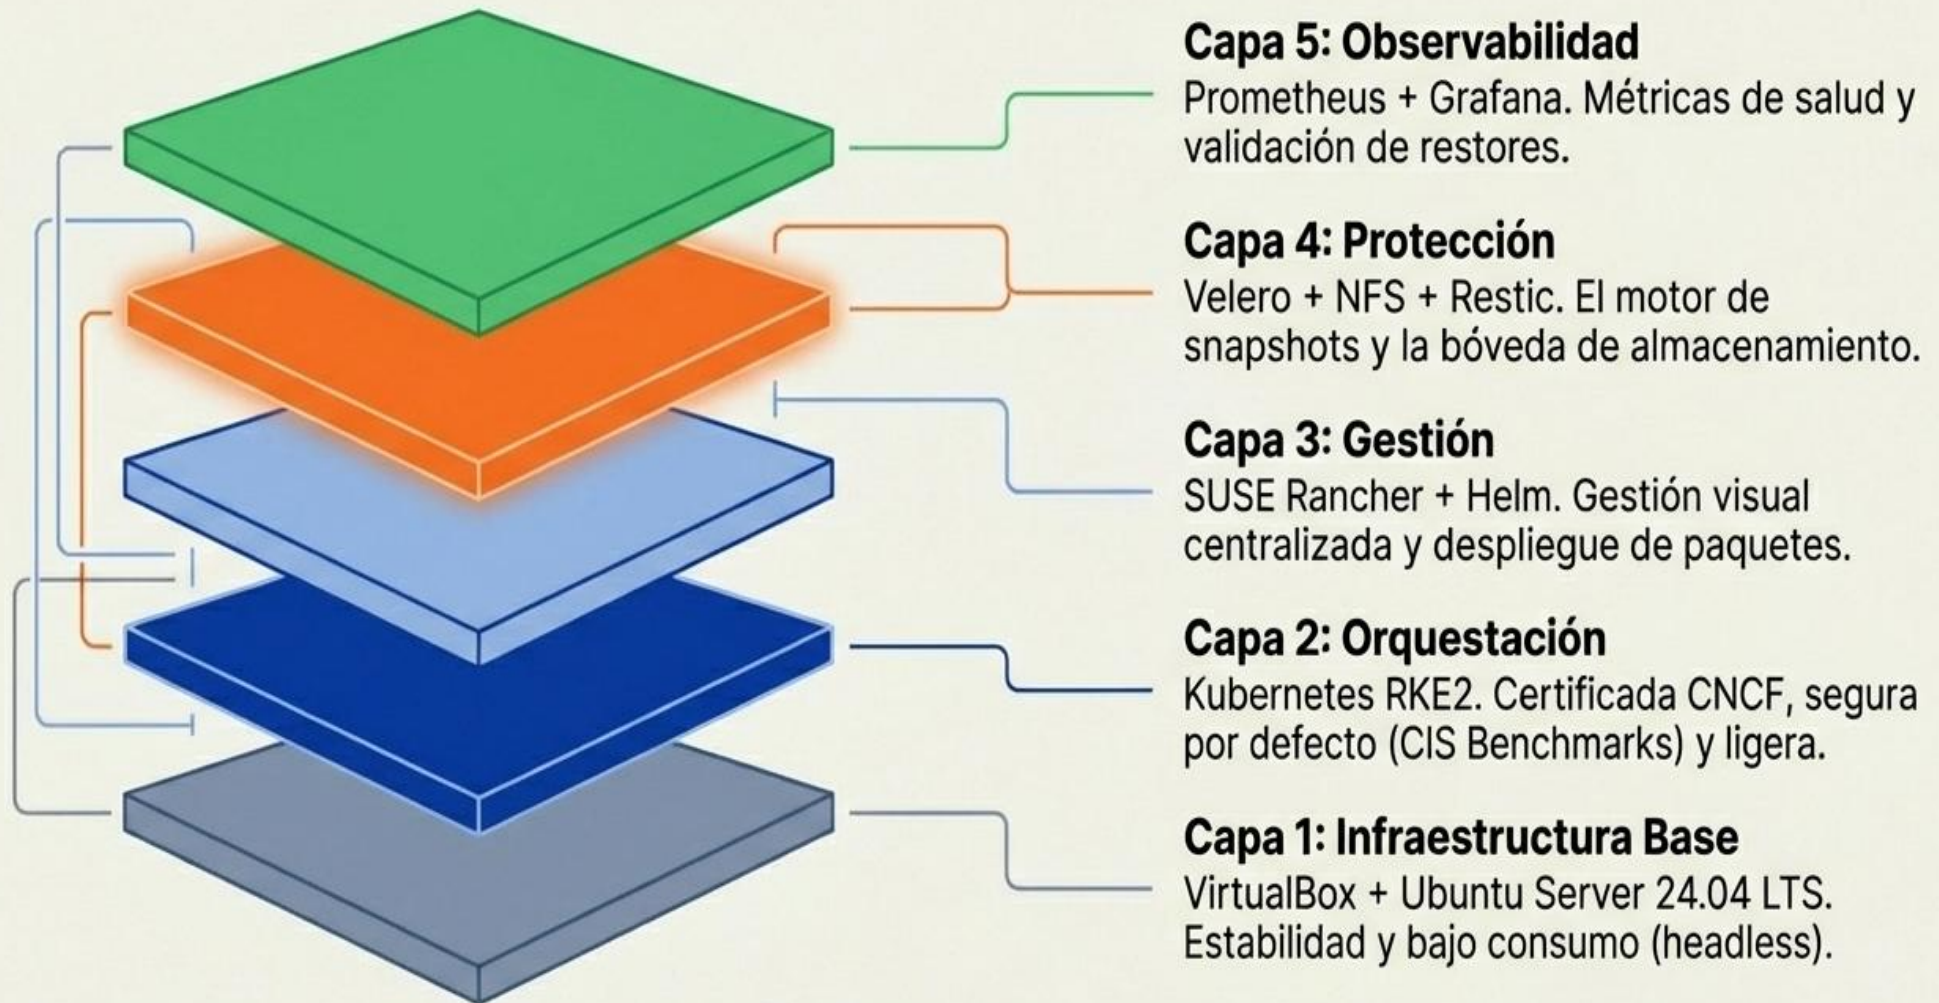 Capa 5: Observabilidad
Prometheus + Grafana. Métricas de salud y
validación de restores.
Capa 4: Protección
Velero + NFS + Restic. El motor de
snapshots y la bóveda de almacenamiento.
Capa 3: Gestión
SUSE Rancher + Helm. Gestión visual
centralizada y despliegue de paquetes.
Capa 2: Orquestación
Kubernetes RKE2. Certificada CNCF, segura
por defecto (CIS Benchmarks) y ligera.
Capa 1: Infraestructura Base
VirtualBox + Ubuntu Server 24.04 LTS.
Estabilidad y bajo consumo (headless).